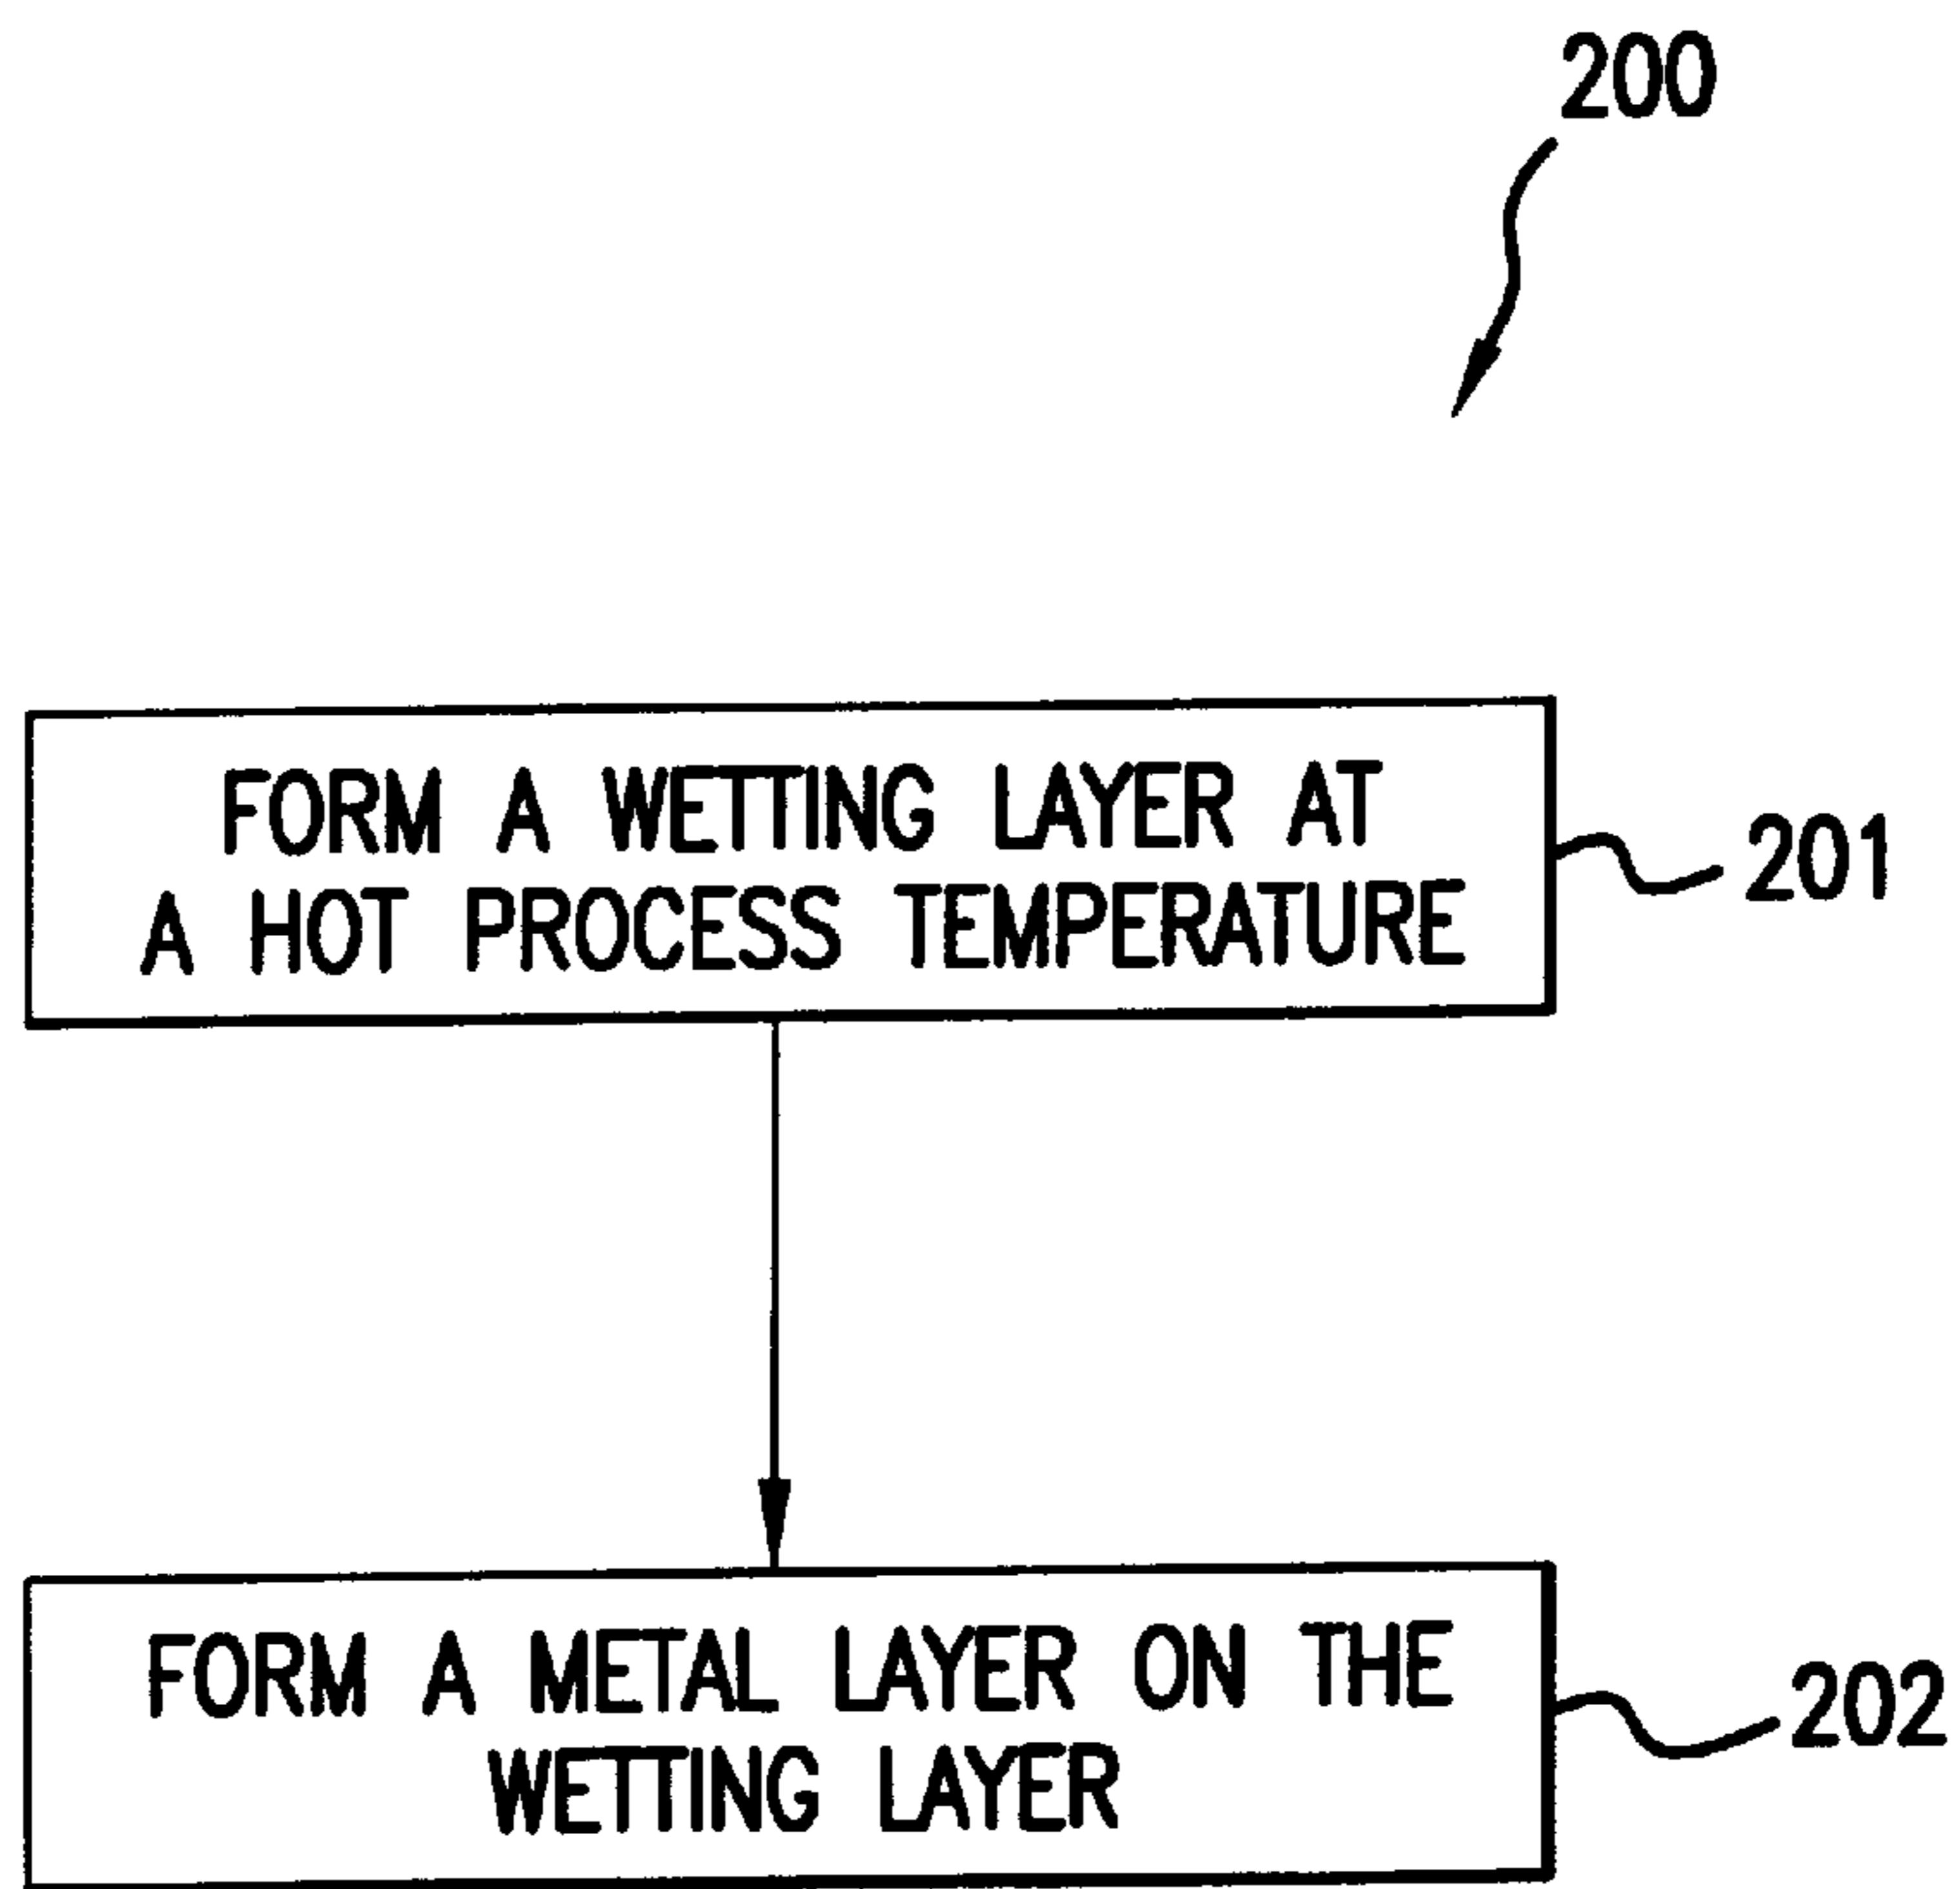 200
FORM A WETTING LAYER AT
A HOT PROCESS TEMPERATURE
201
FORM A METAL LAYER ON THE
WETTING LAYER
202